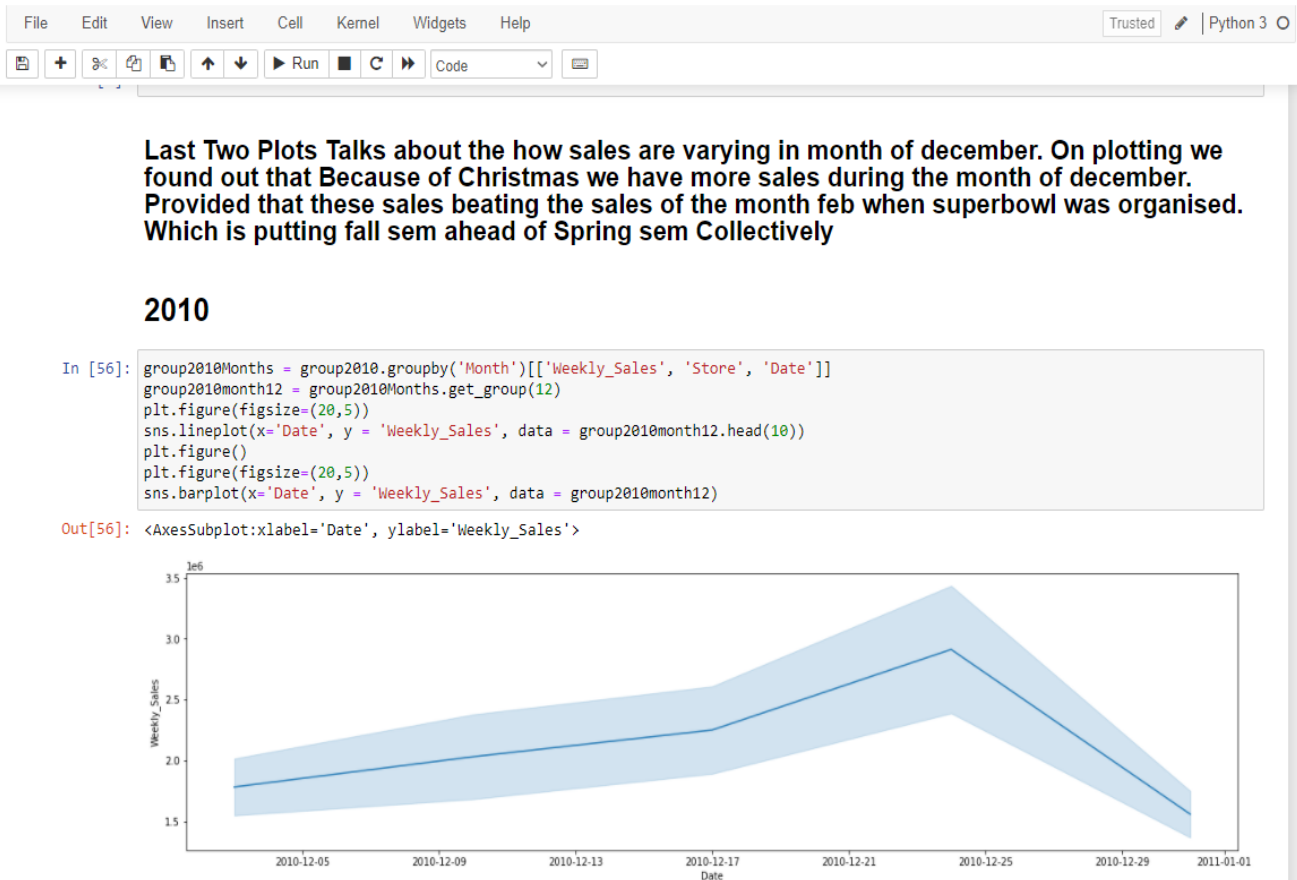 File Edit View Insert Cell Kernel Widgets Help Trusted Python 3
Run Code
Last Two Plots Talks about the how sales are varying in month of december. On plotting we
found out that Because of Christmas we have more sales during the month of december.
Provided that these sales beating the sales of the month feb when superbowl was organised.
Which is putting fall sem ahead of Spring sem Collectively
2010
In [56]: group2010Months = group2010.groupby('Month')[['Weekly_Sales', 'Store', 'Date']]
group2010month12 = group2010Months.get_group(12)
plt.figure(figsize=(20,5))
sns.lineplot(x='Date', y = 'Weekly_Sales', data = group2010month12.head(10))
plt.figure()
plt.figure(figsize=(20,5))
sns.barplot(x='Date', y = 'Weekly_Sales', data = group2010month12)
Out[56]: <AxesSubplot:xlabel='Date', ylabel='Weekly_Sales'>
1e6
3.5
3.0
2.5
2.0
1.5
Weekly_Sales
2010-12-05 2010-12-09 2010-12-13 2010-12-17 2010-12-21 2010-12-25 2010-12-29 2011-01-01
Date